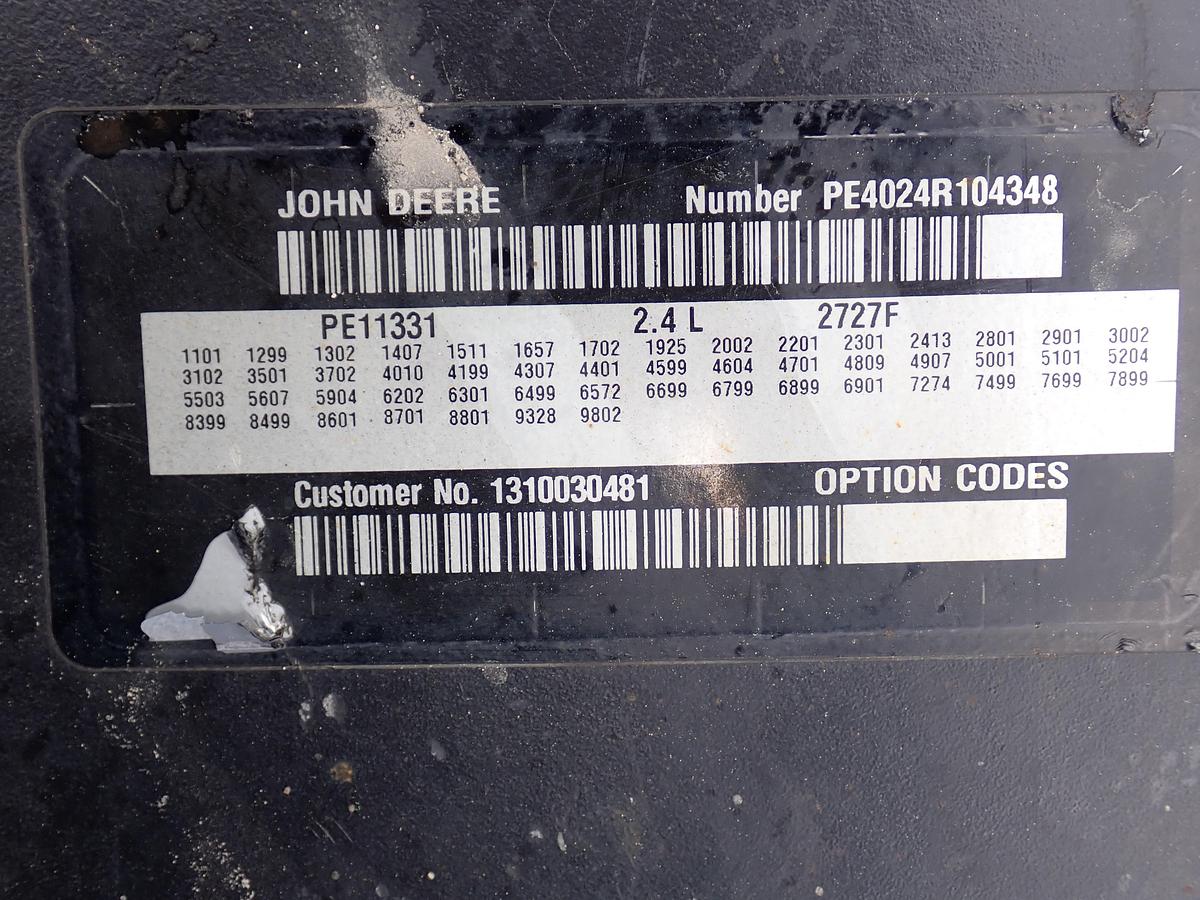 JOHN DEERE Number PE4024R104348
PE11331 2.4 L 2727F
1101 1299 1302 1407 1511 1657 1702 1925 2002 2201 2301 2413 2801 2901 3002
3102 3501 3702 4010 4199 4307 4401 4599 4604 4701 4809 4907 5001 5101 5204
5503 5607 5904 6202 6301 6499 6572 6699 6799 6899 6901 7274 7499 7699 7899
8399 8499 8601 8701 8801 9328 9802
Customer No. 1310030481 OPTION CODES